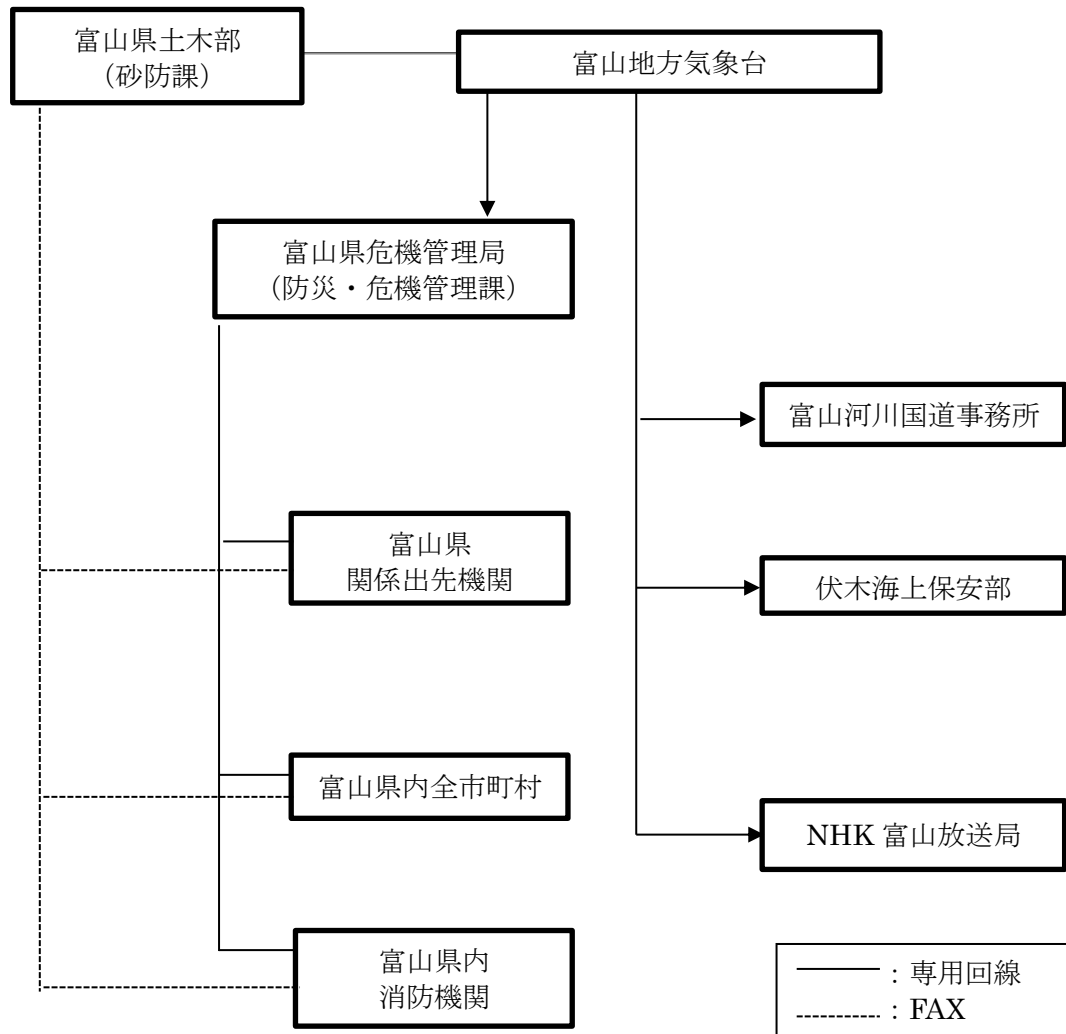 富山県土木部
（砂防課）
富山地方気象台
富山県危機管理局
（防災・危機管理課）
富山河川国道事務所
富山県
関係出先機関
伏木海上保安部
富山県内全市町村
NHK 富山放送局
富山県内
消防機関
：専用回線
：FAX